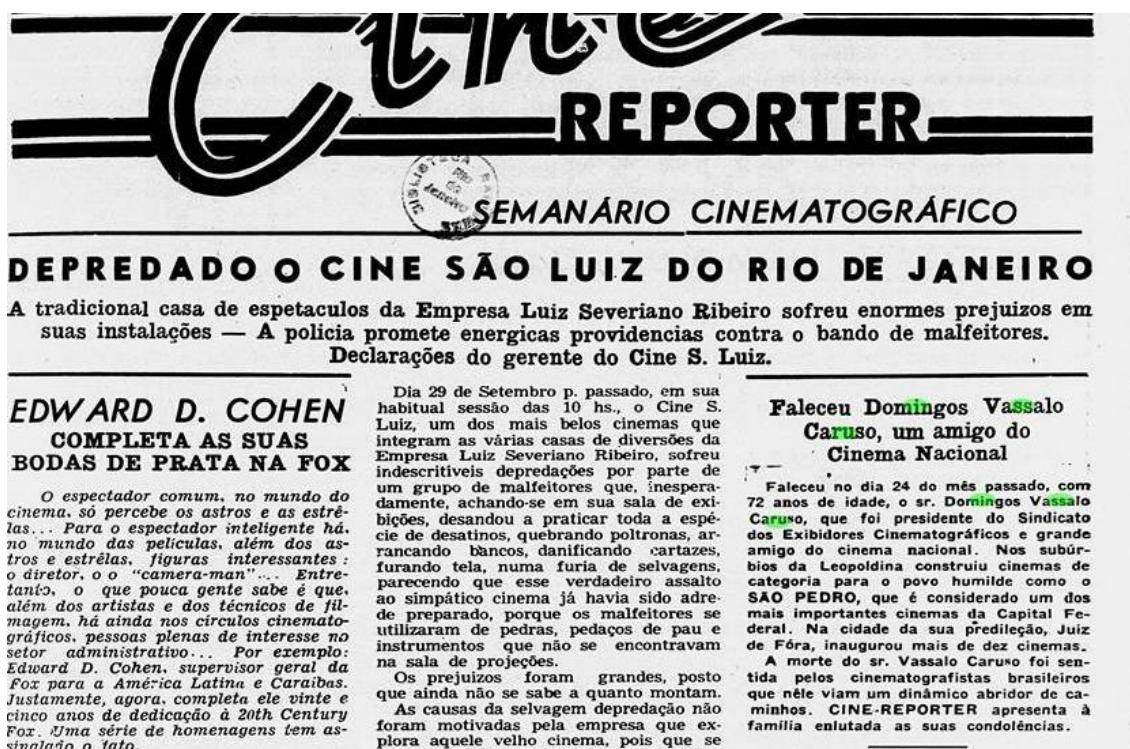 Cine
REPORTER
BIBLIOTECA
SEMANÁRIO CINEMATOGRÁFICO
DEPREDADO O CINE SÃO LUIZ DO RIO DE JANEIRO
A tradicional casa de espetaculos da Empresa Luiz Severiano Ribeiro sofreu enormes prejuizos em
suas instalações — A policia promete energicas providencias contra o bando de malfeitores.
Declarações do gerente do Cine S. Luiz.
EDWARD D. COHEN
COMPLETA AS SUAS
BODAS DE PRATA NA FOX
O espectador comum, no mundo do
cinema, só percebe os astros e as estrê-
las... Para o espectador inteligente há,
no mundo das películas, além dos as-
tros e estrêlas, figuras interessantes :
o diretor, o o "camera-man"... Entre-
tanto, o que pouca gente sabe é que,
além dos artistas e dos técnicos de fil-
magem, há ainda nos circulos cinemato-
gráficos, pessoas plenas de interesse no
setor administrativo... Por exemplo:
Edward D. Cohen, supervisor geral da
Fox para a América Latina e Caraibas.
Justamente, agora, completa ele vinte e
cinco anos de dedicação à 20th Century
Fox. Uma série de homenagens tem as-
sinalado o fato.
Dia 29 de Setembro p. passado, em sua
habitual sessão das 10 hs., o Cine S.
Luiz, um dos mais belos cinemas que
integram as várias casas de diversões da
Empresa Luiz Severiano Ribeiro, sofreu
indescritiveis depredações por parte de
um grupo de malfeitores que, inespera-
damente, achando-se em sua sala de exi-
bições, desandou a praticar toda a espé-
cie de desatinos, quebrando poltronas, ar-
rancando bancos, danificando cartazes,
furando tela, numa furia de selvagens,
parecendo que esse verdadeiro assalto
ao simpático cinema já havia sido adre-
de preparado, porque os malfeitores se
utilizaram de pedras, pedaços de pau e
instrumentos que não se encontravam
na sala de projeções.
Os prejuizos foram grandes, posto
que ainda não se sabe a quanto montam.
As causas da selvagem depredação não
foram motivadas pela empresa que ex-
plora aquele velho cinema, pois que se
Faleceu Domingos Vassalo
Caruso, um amigo do
Cinema Nacional
Faleceu no dia 24 do mês passado, com
72 anos de idade, o sr. Domingos Vassalo
Caruso, que foi presidente do Sindicato
dos Exibidores Cinematográficos e grande
amigo do cinema nacional. Nos subúr-
bios da Leopoldina construiu cinemas de
categoria para o povo humilde como o
SÃO PEDRO, que é considerado um dos
mais importantes cinemas da Capital Fe-
deral. Na cidade da sua predileção, Juiz
de Fóra, inaugurou mais de dez cinemas.
A morte do sr. Vassalo Caruso foi sen-
tida pelos cinematografistas brasileiros
que nêle viam um dinâmico abridor de ca-
minhos. CINE-REPORTER apresenta à
família enlutada as suas condolências.